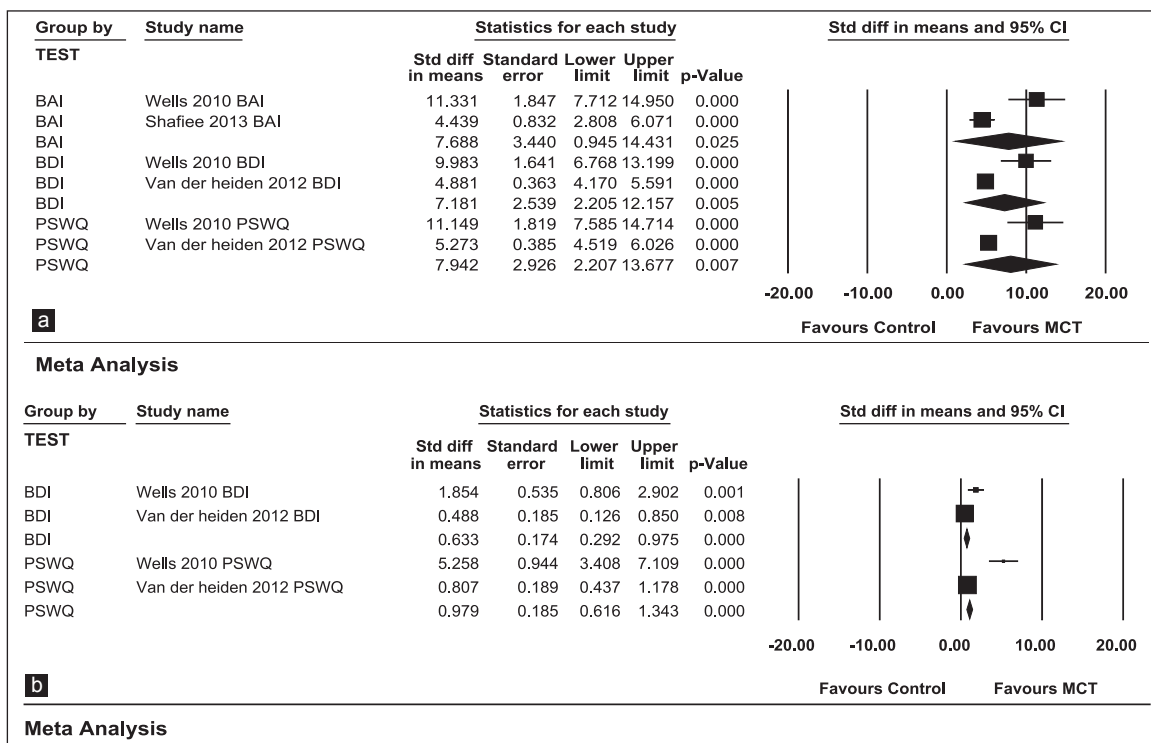 Group by Study name Statistics for each study Std diff in means and 95% CI
TEST
Std diff Standard Lower Upper
in means error limit limit p-Value
BAI Wells 2010 BAI 11.331 1.847 7.712 14.950 0.000
BAI Shafiee 2013 BAI 4.439 0.832 2.808 6.071 0.000
BAI 7.688 3.440 0.945 14.431 0.025
BDI Wells 2010 BDI 9.983 1.641 6.768 13.199 0.000
BDI Van der heiden 2012 BDI 4.881 0.363 4.170 5.591 0.000
BDI 7.181 2.539 2.205 12.157 0.005
PSWQ Wells 2010 PSWQ 11.149 1.819 7.585 14.714 0.000
PSWQ Van der heiden 2012 PSWQ 5.273 0.385 4.519 6.026 0.000
PSWQ 7.942 2.926 2.207 13.677 0.007
-20.00 -10.00 0.00 10.00 20.00
a Favours Control Favours MCT
Meta Analysis
Group by Study name Statistics for each study Std diff in means and 95% CI
TEST
Std diff Standard Lower Upper
in means error limit limit p-Value
BDI Wells 2010 BDI 1.854 0.535 0.806 2.902 0.001
BDI Van der heiden 2012 BDI 0.488 0.185 0.126 0.850 0.008
BDI 0.633 0.174 0.292 0.975 0.000
PSWQ Wells 2010 PSWQ 5.258 0.944 3.408 7.109 0.000
PSWQ Van der heiden 2012 PSWQ 0.807 0.189 0.437 1.178 0.000
PSWQ 0.979 0.185 0.616 1.343 0.000
-20.00 -10.00 0.00 10.00 20.00
b Favours Control Favours MCT
Meta Analysis